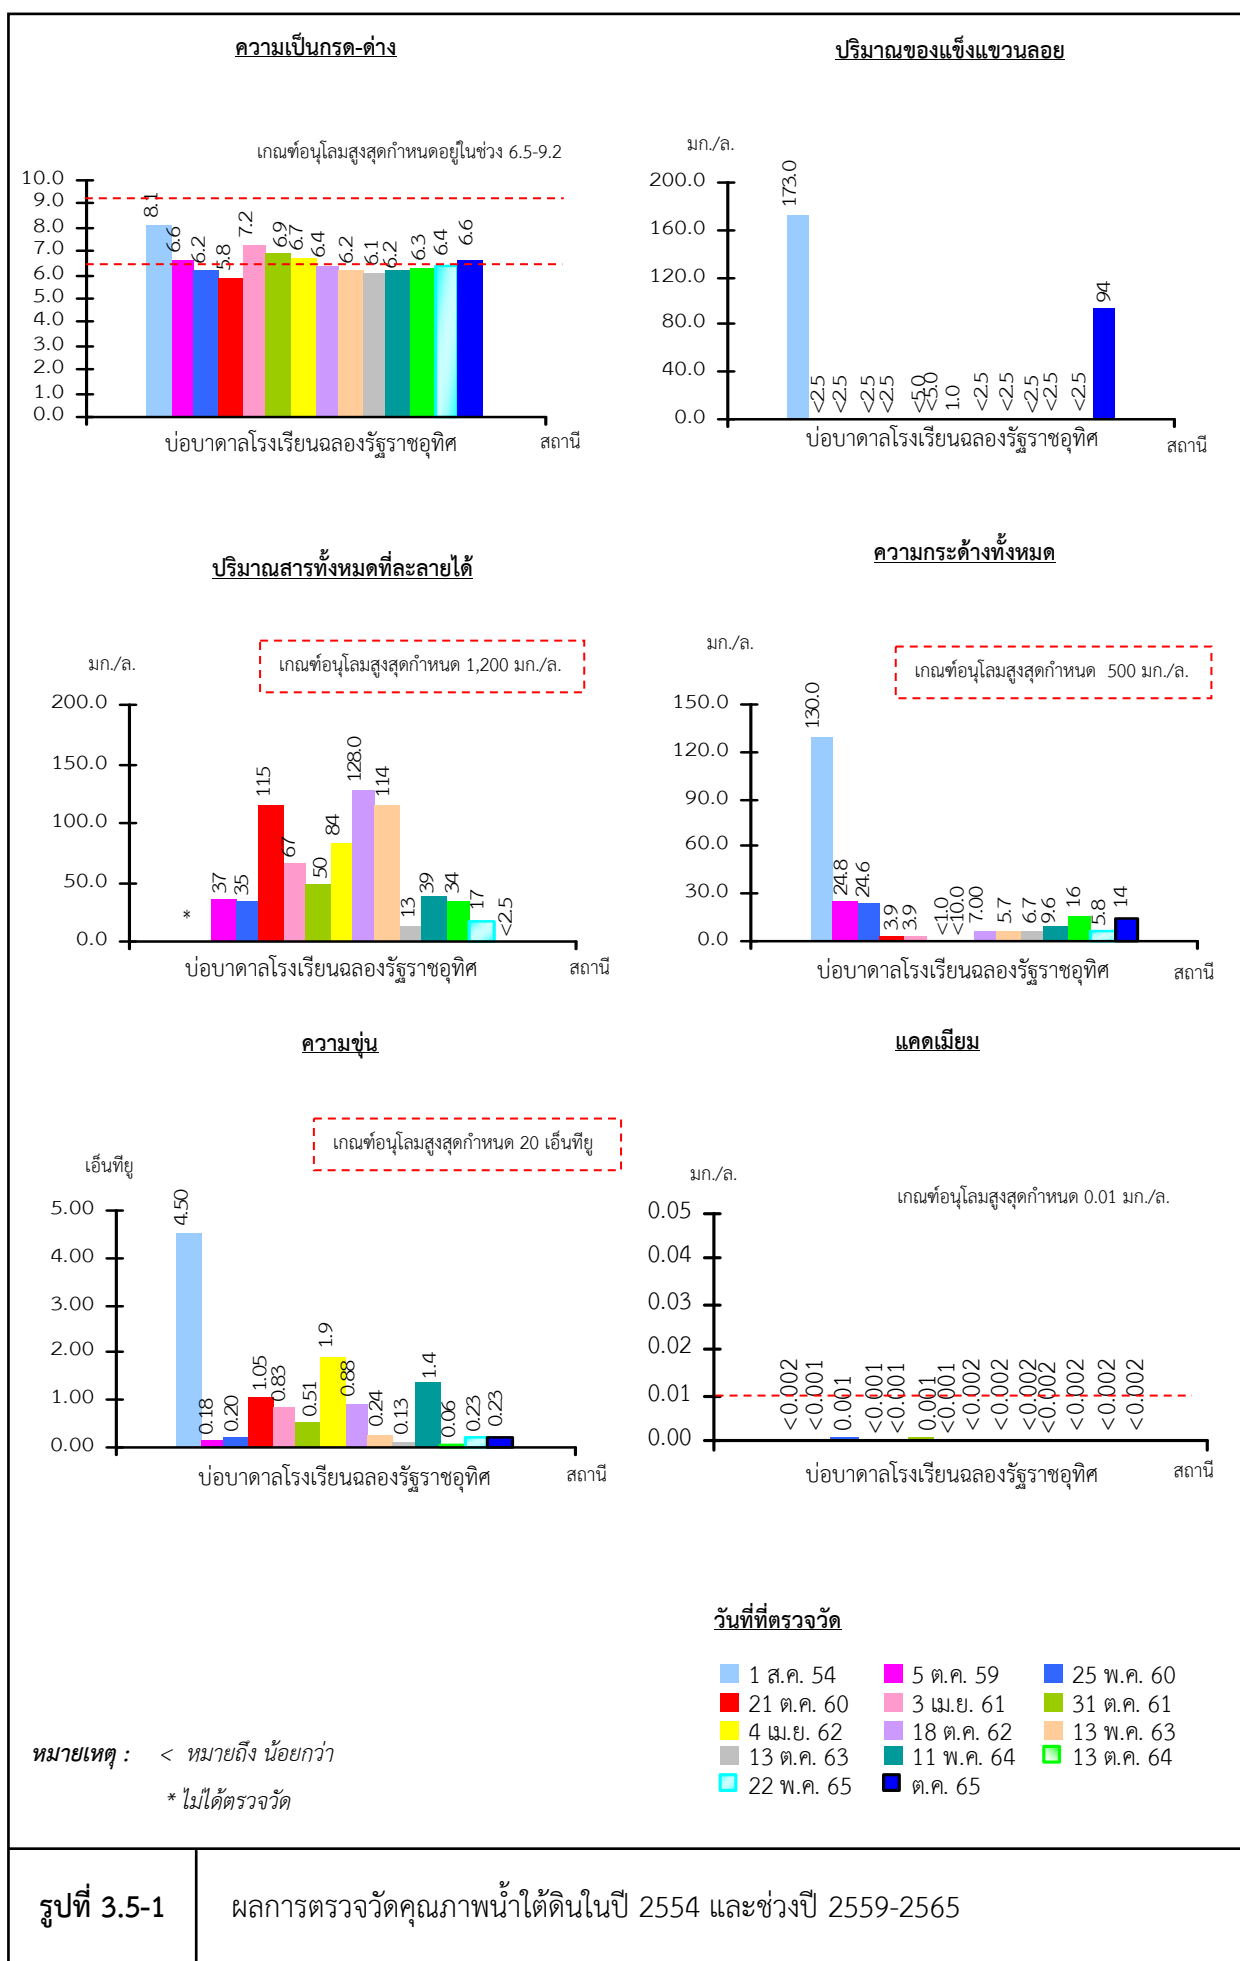 ความเป็นกรด-ด่าง
เกณฑ์อนุโลมสูงสุดกำหนดอยู่ในช่วง 6.5-9.2
10.0
9.0
8.0
7.0
6.0
5.0
4.0
3.0
2.0
1.0
0.0
8.1
6.6
6.2
5.8
7.2
6.9
6.7
6.4
6.2
6.1
6.2
6.3
6.4
6.6
บ่อบาดาลโรงเรียนฉลองรัฐราชอุทิศ
สถานี
ปริมาณของแข็งแขวนลอย
มก./ล.
200.0
160.0
120.0
80.0
40.0
0.0
173.0
<2.5
<2.5
<2.5
<2.5
<5.0
<5.0
1.0
<2.5
<2.5
<2.5
<2.5
<2.5
94
บ่อบาดาลโรงเรียนฉลองรัฐราชอุทิศ
สถานี
ปริมาณสารทั้งหมดที่ละลายได้
มก./ล.
เกณฑ์อนุโลมสูงสุดกำหนด 1,200 มก./ล.
200.0
150.0
100.0
50.0
0.0
*
37
35
115
67
50
84
128.0
114
13
39
34
17
<2.5
บ่อบาดาลโรงเรียนฉลองรัฐราชอุทิศ
สถานี
ความกระด้างทั้งหมด
มก./ล.
เกณฑ์อนุโลมสูงสุดกำหนด 500 มก./ล.
150.0
120.0
90.0
60.0
30.0
0.0
130.0
24.8
24.6
3.9
3.9
<1.0
<10.0
7.00
5.7
6.7
9.6
16
5.8
14
บ่อบาดาลโรงเรียนฉลองรัฐราชอุทิศ
สถานี
ความขุ่น
เอ็นทียู
เกณฑ์อนุโลมสูงสุดกำหนด 20 เอ็นทียู
5.00
4.00
3.00
2.00
1.00
0.00
4.50
0.18
0.20
1.05
0.83
0.51
1.9
0.88
0.24
0.13
1.4
0.06
0.23
0.23
บ่อบาดาลโรงเรียนฉลองรัฐราชอุทิศ
สถานี
แคดเมียม
มก./ล.
เกณฑ์อนุโลมสูงสุดกำหนด 0.01 มก./ล.
0.05
0.04
0.03
0.02
0.01
0.00
<0.002
<0.001
0.001
<0.001
<0.001
0.001
<0.001
<0.002
<0.002
<0.002
<0.002
<0.002
<0.002
<0.002
บ่อบาดาลโรงเรียนฉลองรัฐราชอุทิศ
สถานี
วันที่ที่ตรวจวัด
1 ส.ค. 54
5 ต.ค. 59
25 พ.ค. 60
21 ต.ค. 60
3 เม.ย. 61
31 ต.ค. 61
4 เม.ย. 62
18 ต.ค. 62
13 พ.ค. 63
13 ต.ค. 63
11 พ.ค. 64
13 ต.ค. 64
22 พ.ค. 65
ต.ค. 65
หมายเหตุ : < หมายถึง น้อยกว่า
* ไม่ได้ตรวจวัด
รูปที่ 3.5-1
ผลการตรวจวัดคุณภาพน้ำใต้ดินในปี 2554 และช่วงปี 2559-2565